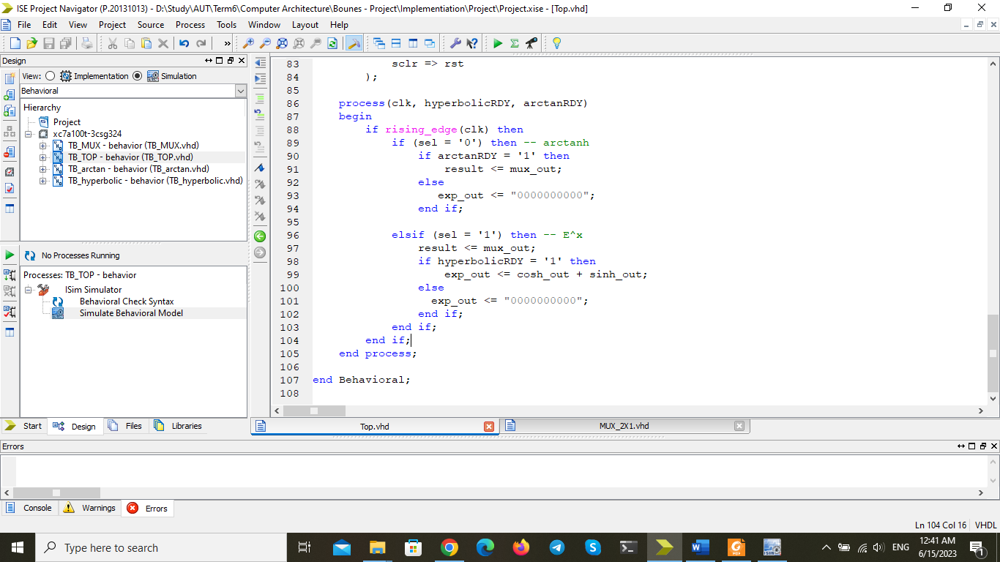 ISE Project Navigator (P.20131013) - D:\Study\AUT\Term6\Computer Architecture\Bounes - Project\Implementiation\Project\Project.xise - [Top.vhd]
File Edit View Project Source Process Tools Window Layout Help
Design
View: Implementation Simulation
Behavioral
Hierarchy
Project
xc7a100t-3csg324
TB_MUX - behavior (TB_MUX.vhd)
TB_TOP - behavior (TB_TOP.vhd)
TB_arctan - behavior (TB_arctan.vhd)
TB_hyperbolic - behavior (TB_hyperbolic.vhd)
No Processes Running
Processes: TB_TOP - behavior
ISim Simulator
Behavioral Check Syntax
Simulate Behavioral Model
Start Design Files Libraries
83 sclr => rst
84 );
85
86 process(clk, hyperbolicRDY, arctanRDY)
87 begin
88 if rising_edge(clk) then
89 if (sel = '0') then -- arctanh
90 if arctanRDY = '1' then
91 result <= mux_out;
92 else
93 exp_out <= "0000000000";
94 end if;
95
96 elsif (sel = '1') then -- E^x
97 result <= mux_out;
98 if hyperbolicRDY = '1' then
99 exp_out <= cosh_out + sinh_out;
100 else
101 exp_out <= "0000000000";
102 end if;
103 end if;
104 end if;
105 end process;
106
107 end Behavioral;
108
Top.vhd MUX_2X1.vhd
Errors
Console Warnings Errors
Ln 104 Col 16 VHDL
Type here to search
ENG
12:41 AM
6/15/2023
1